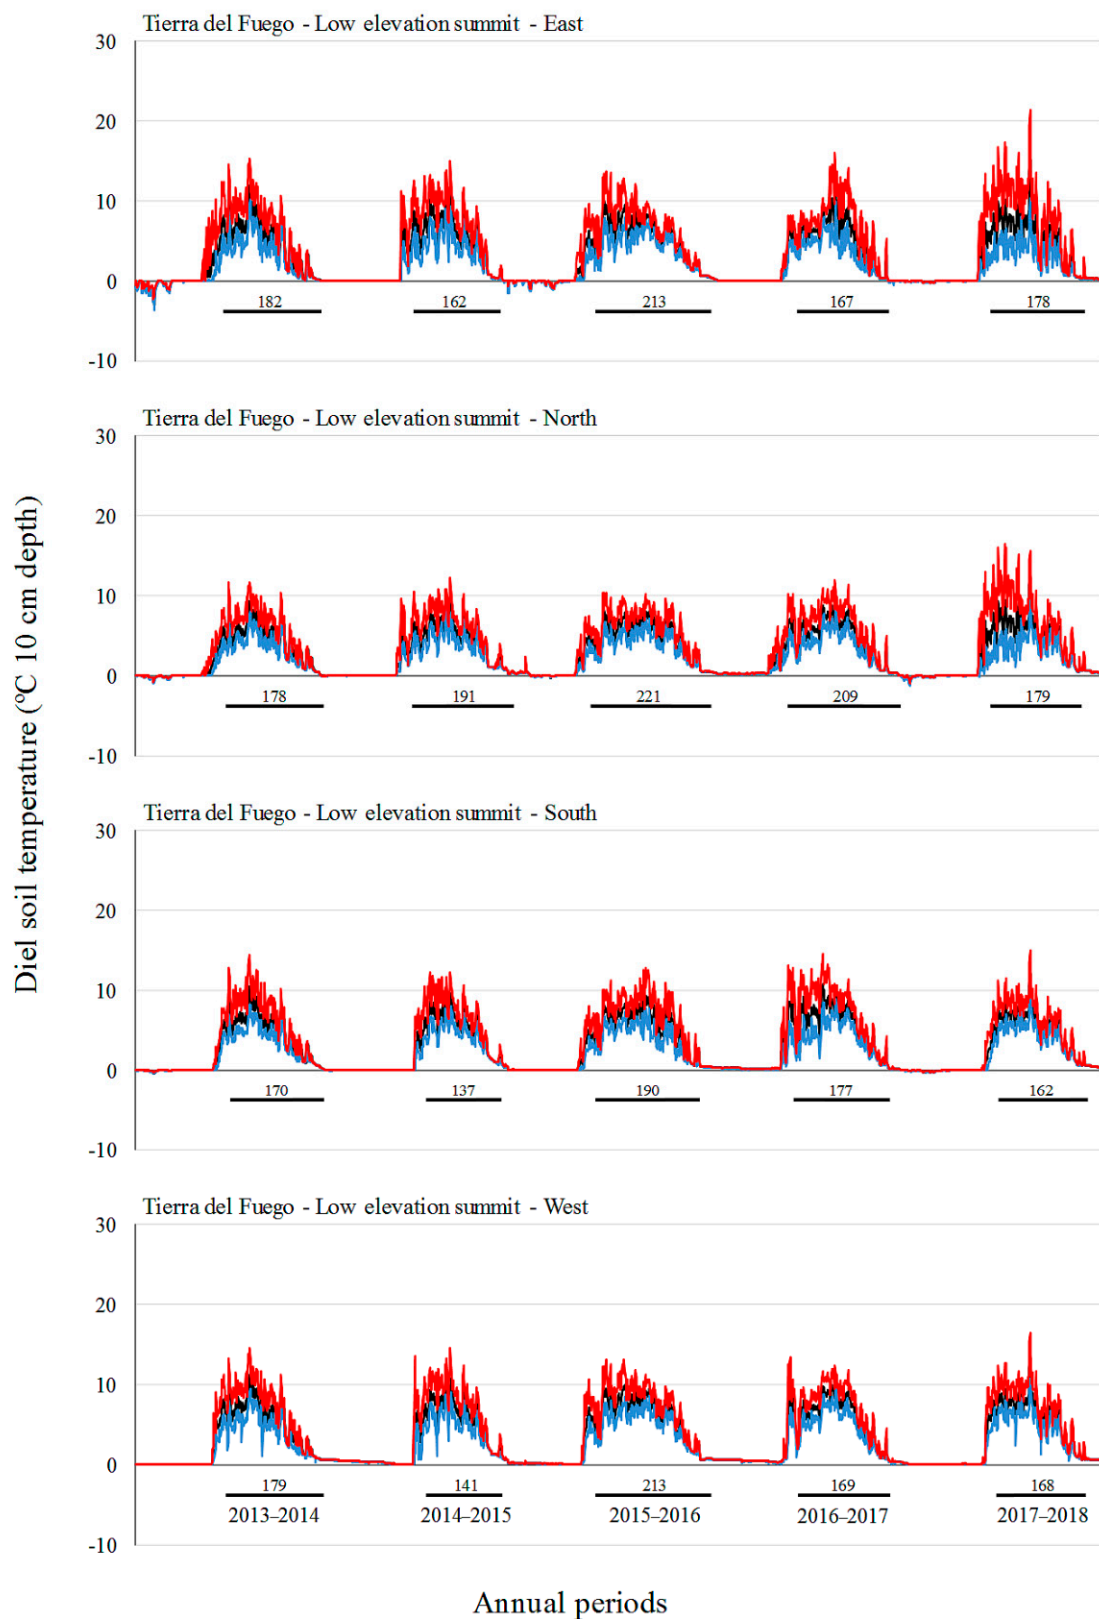 Tierra del Fuego - Low elevation summit - East
30
20
10
0
182 162 213 167 178
-10
Tierra del Fuego - Low elevation summit - North
30
20
10
0
178 191 221 209 179
-10
Diel soil temperature (ºC 10 cm depth)
Tierra del Fuego - Low elevation summit - South
30
20
10
0
170 137 190 177 162
-10
Tierra del Fuego - Low elevation summit - West
30
20
10
0
179 141 213 169 168
2013–2014 2014–2015 2015–2016 2016–2017 2017–2018
-10
Annual periods